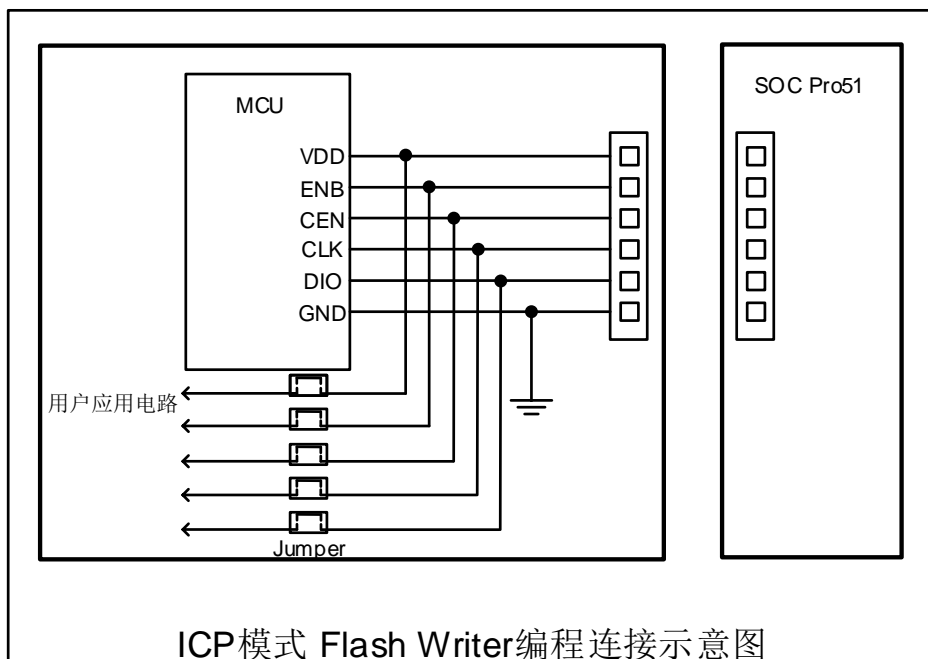 MCU
SOC Pro51
VDD
ENB
CEN
CLK
DIO
GND
用户应用电路
Jumper
ICP模式 Flash Writer编程连接示意图